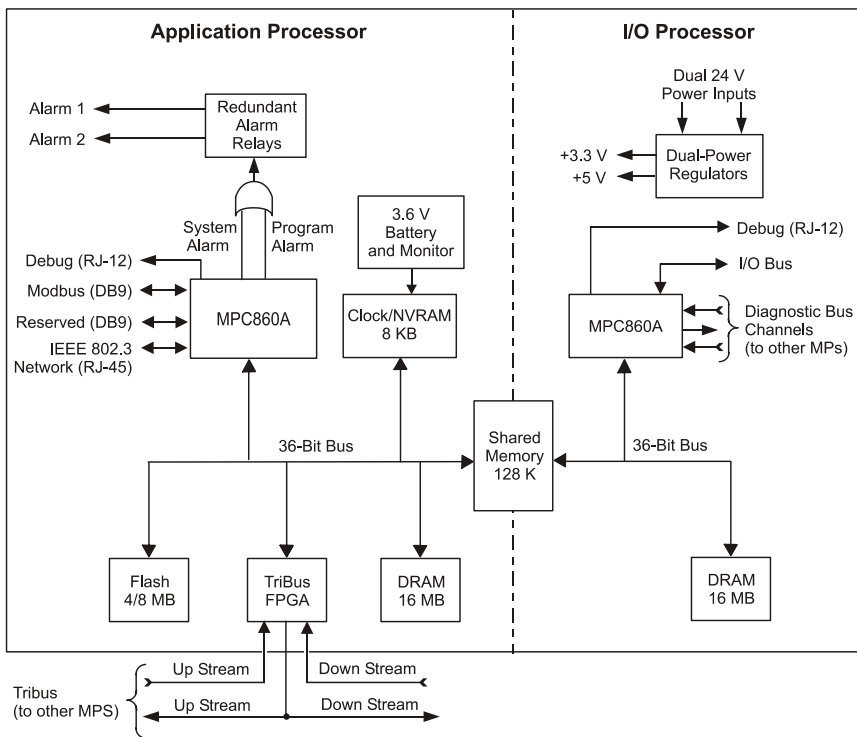 Application Processor
I/O Processor
Alarm 1
Alarm 2
Redundant
Alarm
Relays
Dual 24 V
Power Inputs
+3.3 V
+5 V
Dual-Power
Regulators
System
Alarm
Program
Alarm
3.6 V
Battery
and Monitor
Debug (RJ-12)
Modbus (DB9)
Reserved (DB9)
IEEE 802.3
Network (RJ-45)
MPC860A
Clock/NVRAM
8 KB
Debug (RJ-12)
I/O Bus
MPC860A
Diagnostic Bus
Channels
(to other MPs)
36-Bit Bus
Shared
Memory
128 K
36-Bit Bus
Flash
4/8 MB
TriBus
FPGA
DRAM
16 MB
DRAM
16 MB
Tribus
(to other MPS)
Up Stream
Down Stream
Up Stream
Down Stream